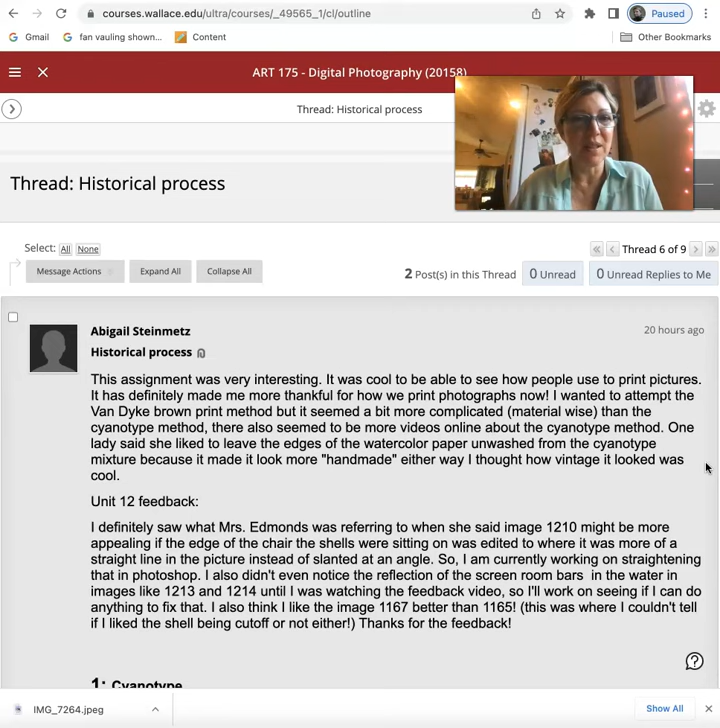 courses.wallace.edu/ultra/courses/_49565_1/cl/outline
Paused
Gmail
fan vauling shown...
Content
Other Bookmarks
ART 175 - Digital Photography (20158)
Thread: Historical process
Thread: Historical process
Select: All None
Thread 6 of 9
Message Actions
Expand All
Collapse All
2 Post(s) in this Thread
0 Unread
0 Unread Replies to Me
Abigail Steinmetz
20 hours ago
Historical process
This assignment was very interesting. It was cool to be able to see how people use to print pictures.
It has definitely made me more thankful for how we print photographs now! I wanted to attempt the
Van Dyke brown print method but it seemed a bit more complicated (material wise) than the
cyanotype method, there also seemed to be more videos online about the cyanotype method. One
lady said she liked to leave the edges of the watercolor paper unwashed from the cyanotype
mixture because it made it look more "handmade" either way I thought how vintage it looked was
cool.
Unit 12 feedback:
I definitely saw what Mrs. Edmonds was referring to when she said image 1210 might be more
appealing if the edge of the chair the shells were sitting on was edited to where it was more of a
straight line in the picture instead of slanted at an angle. So, I am currently working on straightening
that in photoshop. I also didn't even notice the reflection of the screen room bars in the water in
images like 1213 and 1214 until I was watching the feedback video, so I'll work on seeing if I can do
anything to fix that. I also think I like the image 1167 better than 1165! (this was where I couldn't tell
if I liked the shell being cutoff or not either!) Thanks for the feedback!
1: Cyanotype
IMG_7264.jpeg
Show All